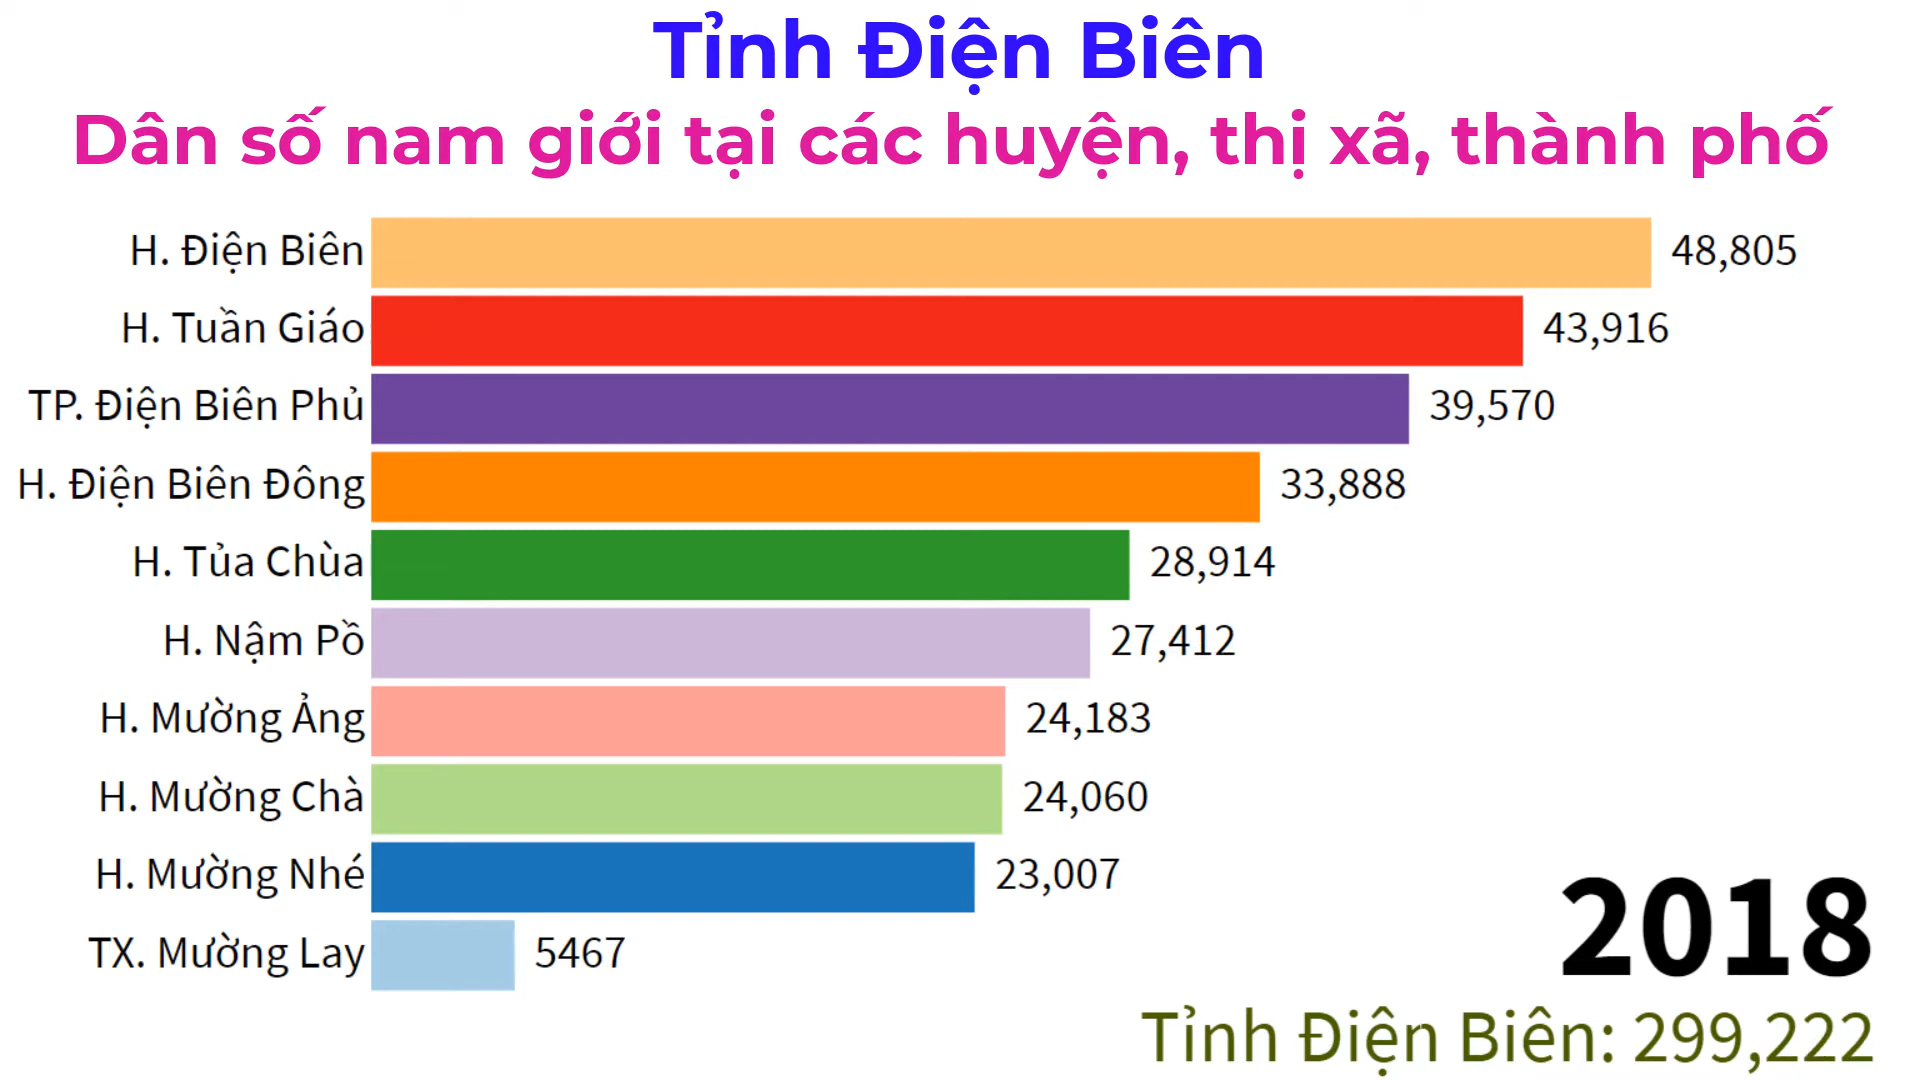 Tỉnh Điện Biên
Dân số nam giới tại các huyện, thị xã, thành phố
H. Điện Biên 48,805
H. Tuần Giáo 43,916
TP. Điện Biên Phủ 39,570
H. Điện Biên Đông 33,888
H. Tủa Chùa 28,914
H. Nậm Pồ 27,412
H. Mường Ảng 24,183
H. Mường Chà 24,060
H. Mường Nhé 23,007
TX. Mường Lay 5467
2018
Tỉnh Điện Biên: 299,222